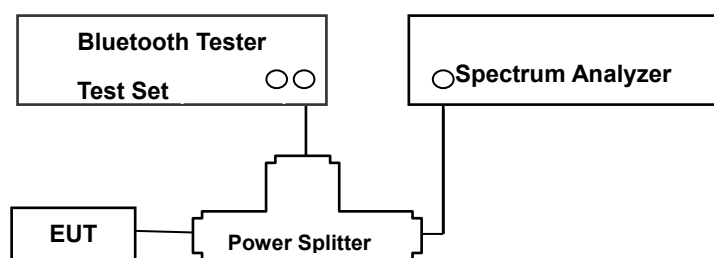 Bluetooth Tester
Test Set
Spectrum Analyzer
EUT
Power Splitter